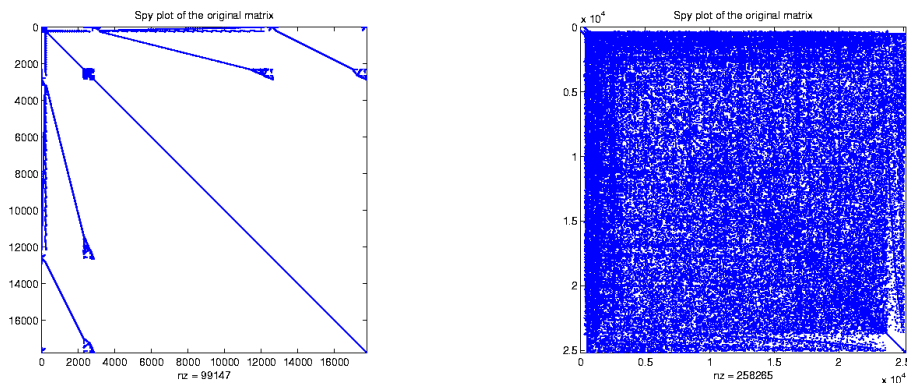 Spy plot of the original matrix
0
2000
4000
6000
8000
10000
12000
14000
16000
0 2000 4000 6000 8000 10000 12000 14000 16000
nz = 99147
x 10^4
Spy plot of the original matrix
0
0.5
1
1.5
2
2.5
0 0.5 1 1.5 2 2.5
nz = 258265
x 10^4